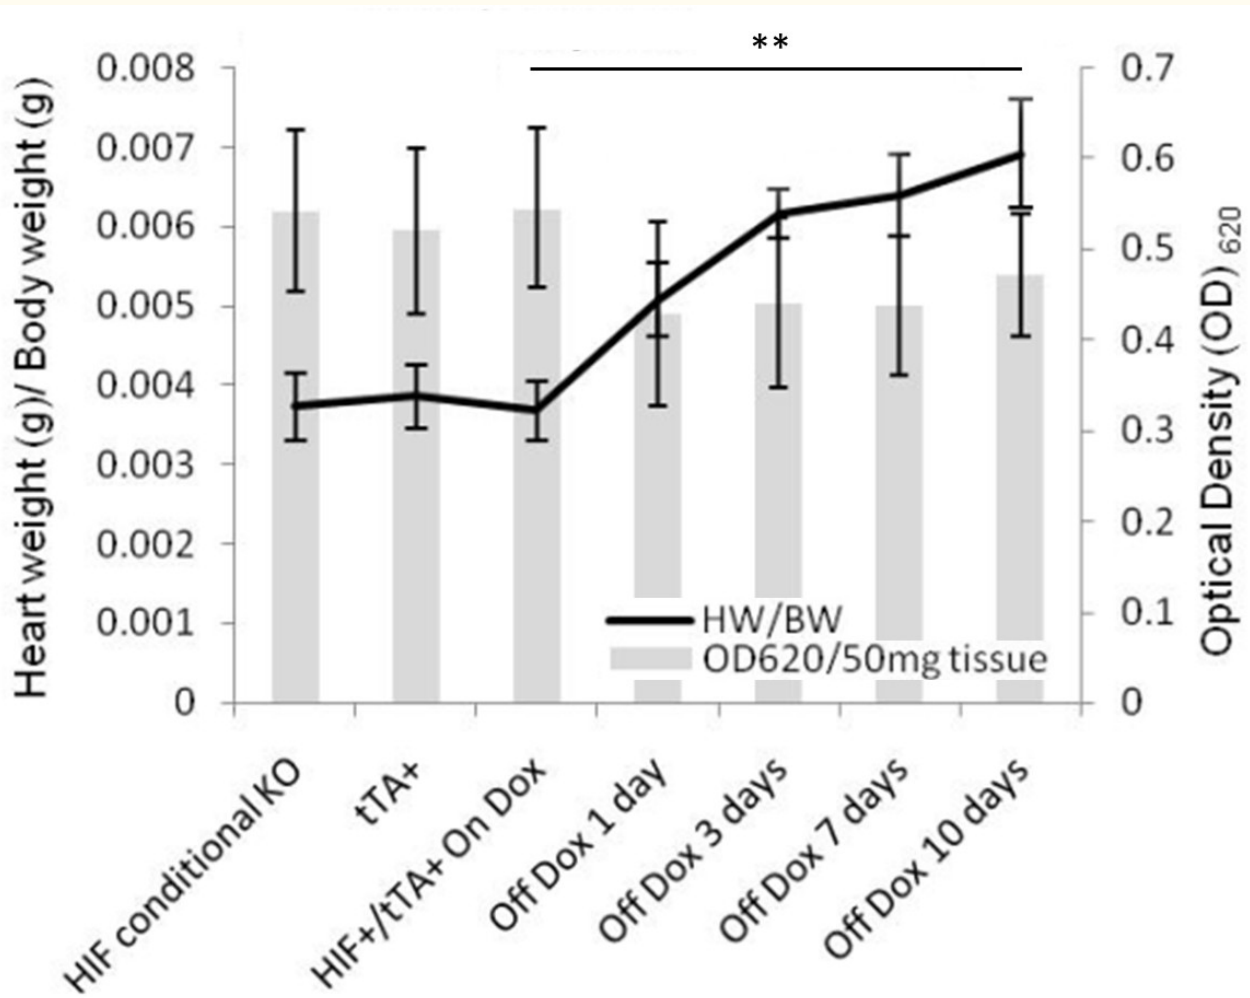 **
Heart weight (g)/ Body weight (g)
0.008
0.007
0.006
0.005
0.004
0.003
0.002
0.001
0
0.7
0.6
0.5
0.4
0.3
0.2
0.1
0
Optical Density (OD) 620
HW/BW
OD620/50mg tissue
HIF conditional KO
tTA+
HIF+/tTA+ On Dox
Off Dox 1 day
Off Dox 3 days
Off Dox 7 days
Off Dox 10 days